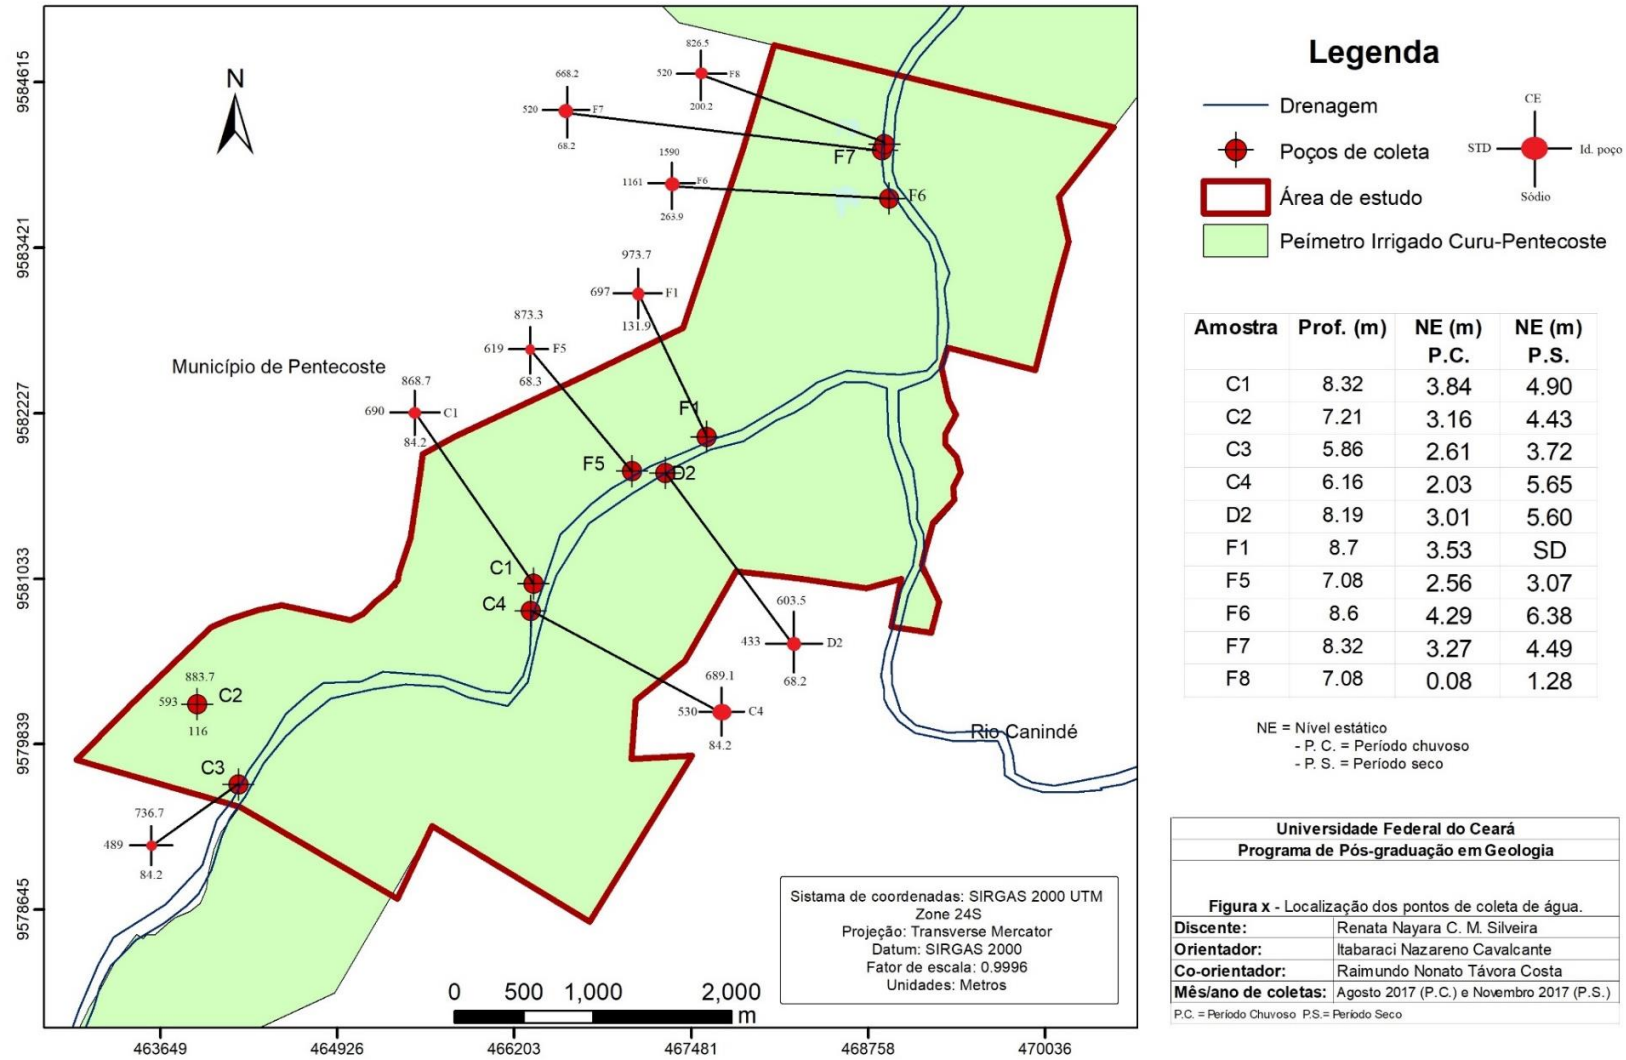 N
9584615
9583421
9582227
9581033
9579839
9578645
463649
464926
466203
467481
468758
470036
826.5
520
F8
200.2
668.2
520
F7
68.2
1590
1161
F6
263.9
973.7
697
F1
131.9
873.3
619
F5
68.3
868.7
690
C1
84.2
Município de Pentecoste
F7
F6
F1
F5
D2
C1
C4
603.5
433
D2
68.2
689.1
530
C4
84.2
883.7
593
C2
116
C3
736.7
489
84.2
Rio Canindé
Sistama de coordenadas: SIRGAS 2000 UTM
Zone 24S
Projeção: Transverse Mercator
Datum: SIRGAS 2000
Fator de escala: 0.9996
Unidades: Metros
0 500 1,000 2,000
m
Legenda
Drenagem
Poços de coleta
Área de estudo
Peímetro Irrigado Curu-Pentecoste
CE
STD
Id. poço
Sódio
Amostra Prof. (m) NE (m) NE (m)
P.C. P.S.
C1 8.32 3.84 4.90
C2 7.21 3.16 4.43
C3 5.86 2.61 3.72
C4 6.16 2.03 5.65
D2 8.19 3.01 5.60
F1 8.7 3.53 SD
F5 7.08 2.56 3.07
F6 8.6 4.29 6.38
F7 8.32 3.27 4.49
F8 7.08 0.08 1.28
NE = Nível estático
- P. C. = Período chuvoso
- P. S. = Período seco
Universidade Federal do Ceará
Programa de Pós-graduação em Geologia
Figura x - Localização dos pontos de coleta de água.
Discente: Renata Nayara C. M. Silveira
Orientador: Itabaraci Nazareno Cavalcante
Co-orientador: Raimundo Nonato Távora Costa
Mês/ano de coletas: Agosto 2017 (P.C.) e Novembro 2017 (P.S.)
P.C. = Período Chuvoso P.S.= Período Seco